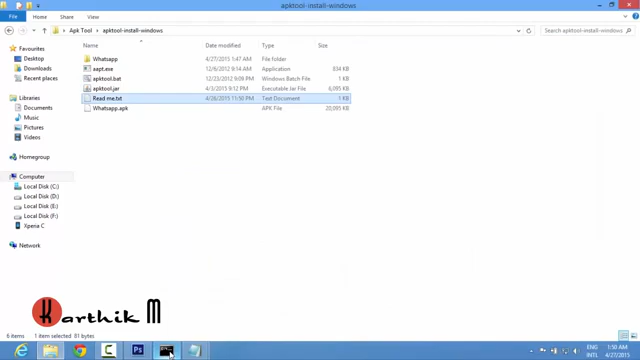 apktool-install-windows
File
Home
Share
View
Apk Tool
apktool-install-windows
Search apktool-install-windows
Name
Date modified
Type
Size
Favourites
Desktop
Downloads
Recent places
Libraries
Documents
Music
Pictures
Videos
Homegroup
Computer
Local Disk (C:)
Local Disk (D:)
Local Disk (E:)
Local Disk (F:)
Xperia C
Network
Whatsapp 4/27/2015 1:47 AM File folder
aapt.exe 12/6/2012 9:14 AM Application 834 KB
apktool.bat 12/23/2012 9:09 PM Windows Batch File 1 KB
apktool.jar 4/3/2015 9:12 PM Executable Jar File 6,095 KB
Read me.txt 4/26/2015 11:50 PM Text Document 1 KB
Whatsapp.apk APK File 20,095 KB
Karthik M
6 items 1 item selected 81 bytes
Ps
ENG 1:50 AM
INTL 4/27/2015